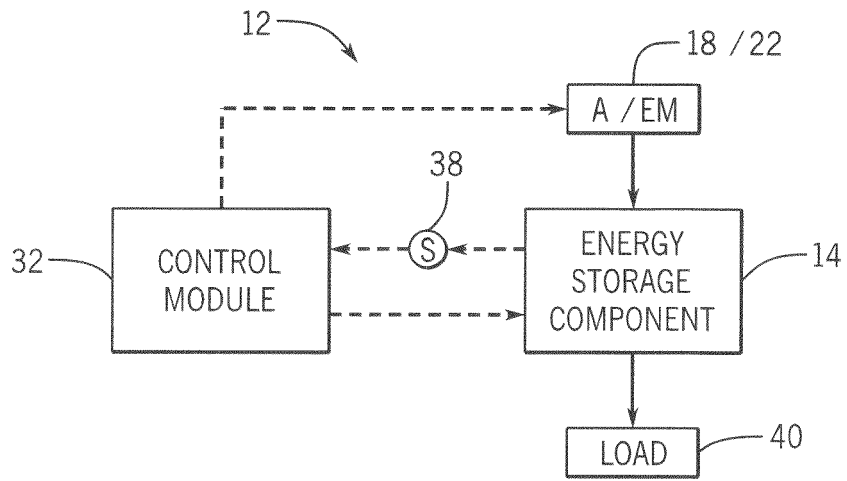 12
18 / 22
A / EM
38
32
CONTROL
MODULE
S
ENERGY
STORAGE
COMPONENT
14
LOAD
40